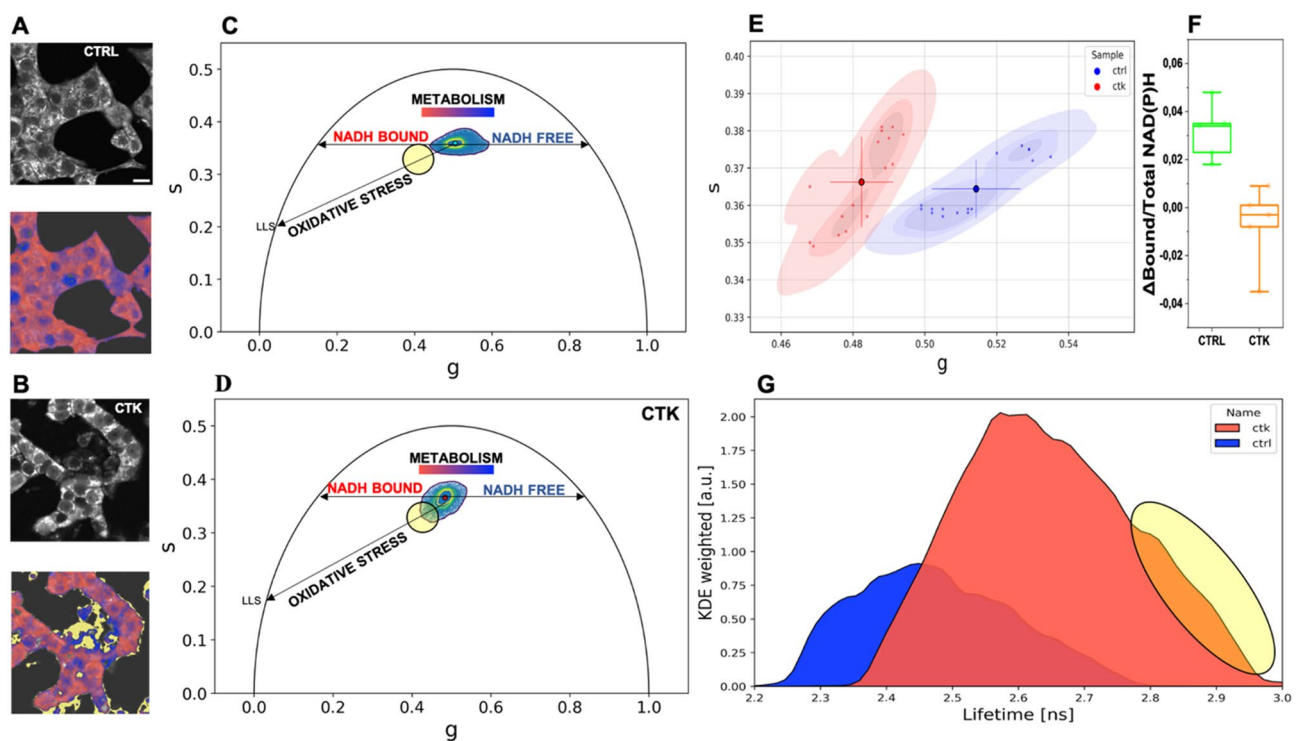 A
CTRL
C
S
0.5
0.4
0.3
0.2
0.1
0.0
METABOLISM
NADH BOUND
NADH FREE
OXIDATIVE STRESS
LLS
0.0 0.2 0.4 0.6 0.8 1.0
g
E
S
0.40
0.39
0.38
0.37
0.36
0.35
0.34
0.33
Sample
ctrl
ctk
0.46 0.48 0.50 0.52 0.54
g
F
ΔBound/Total NAD(P)H
0,06
0,04
0,02
0,00
-0,02
-0,04
CTRL CTK
B
CTK
D
CTK
S
0.5
0.4
0.3
0.2
0.1
0.0
METABOLISM
NADH BOUND
NADH FREE
OXIDATIVE STRESS
LLS
0.0 0.2 0.4 0.6 0.8 1.0
g
G
KDE weighted [a.u.]
2.00
1.75
1.50
1.25
1.00
0.75
0.50
0.25
0.00
Name
ctk
ctrl
2.2 2.3 2.4 2.5 2.6 2.7 2.8 2.9 3.0
Lifetime [ns]